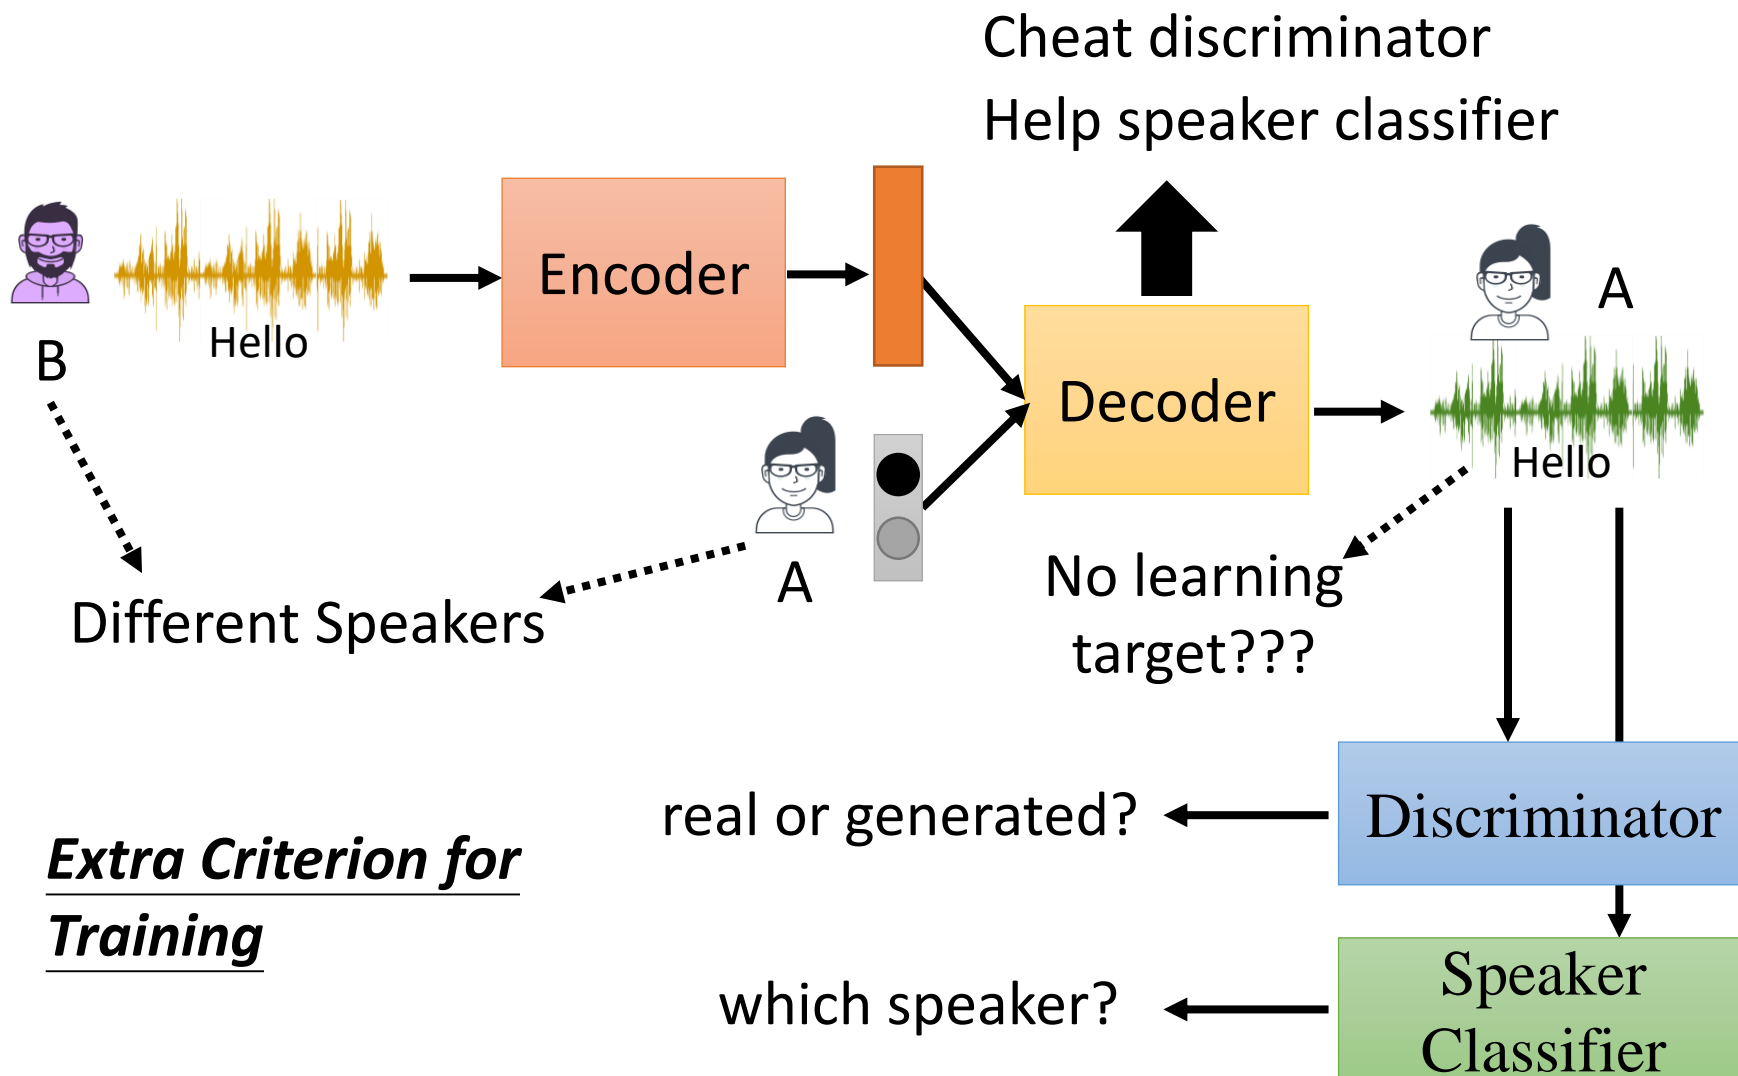 Cheat discriminator
Help speaker classifier
Encoder
A
Hello
B
Decoder
Hello
A
Different Speakers
No learning
target???
real or generated?
Discriminator
Extra Criterion for
Training
which speaker?
Speaker
Classifier